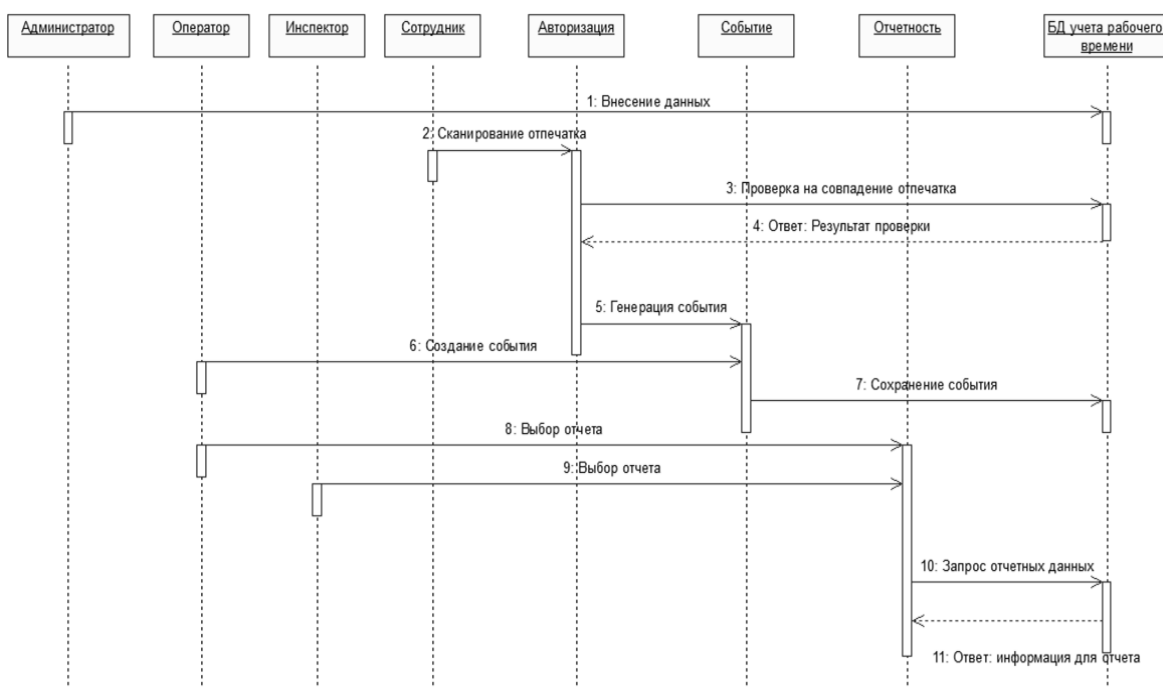 Администратор
Оператор
Инспектор
Сотрудник
Авторизация
Событие
Отчетность
БД учета рабочего
времени
1: Внесение данных
2: Сканирование отпечатка
3: Проверка на совпадение отпечатка
4: Ответ: Результат проверки
5: Генерация события
6: Создание события
7: Сохранение события
8: Выбор отчета
9: Выбор отчета
10: Запрос отчетных данных
11: Ответ: информация для отчета